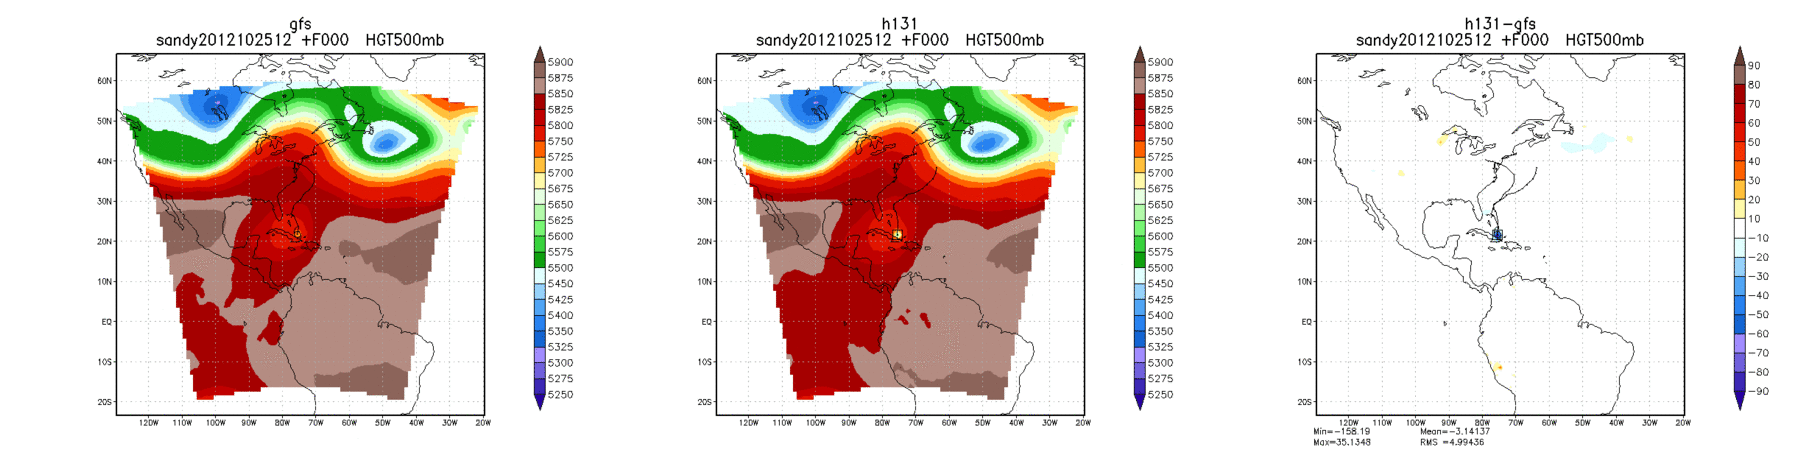 gfs
sandy2012102512 +F000 HGT500mb
60N
50N
40N
30N
20N
10N
EQ
10S
20S
120W 110W 100W 90W 80W 70W 60W 50W 40W 30W 20W
5900
5875
5850
5825
5800
5750
5725
5700
5675
5650
5625
5600
5575
5500
5450
5425
5400
5350
5325
5300
5275
5250
h131
sandy2012102512 +F000 HGT500mb
60N
50N
40N
30N
20N
10N
EQ
10S
20S
120W 110W 100W 90W 80W 70W 60W 50W 40W 30W 20W
5900
5875
5850
5825
5800
5750
5725
5700
5675
5650
5625
5600
5575
5500
5450
5425
5400
5350
5325
5300
5275
5250
h131-gfs
sandy2012102512 +F000 HGT500mb
60N
50N
40N
30N
20N
10N
EQ
10S
20S
120W 110W 100W 90W 80W 70W 60W 50W 40W 30W 20W
Min=-158.19 Mean=-3.14137
Max=35.1348 RMS =4.99436
90
80
70
60
50
40
30
20
10
-10
-20
-30
-40
-50
-60
-70
-80
-90